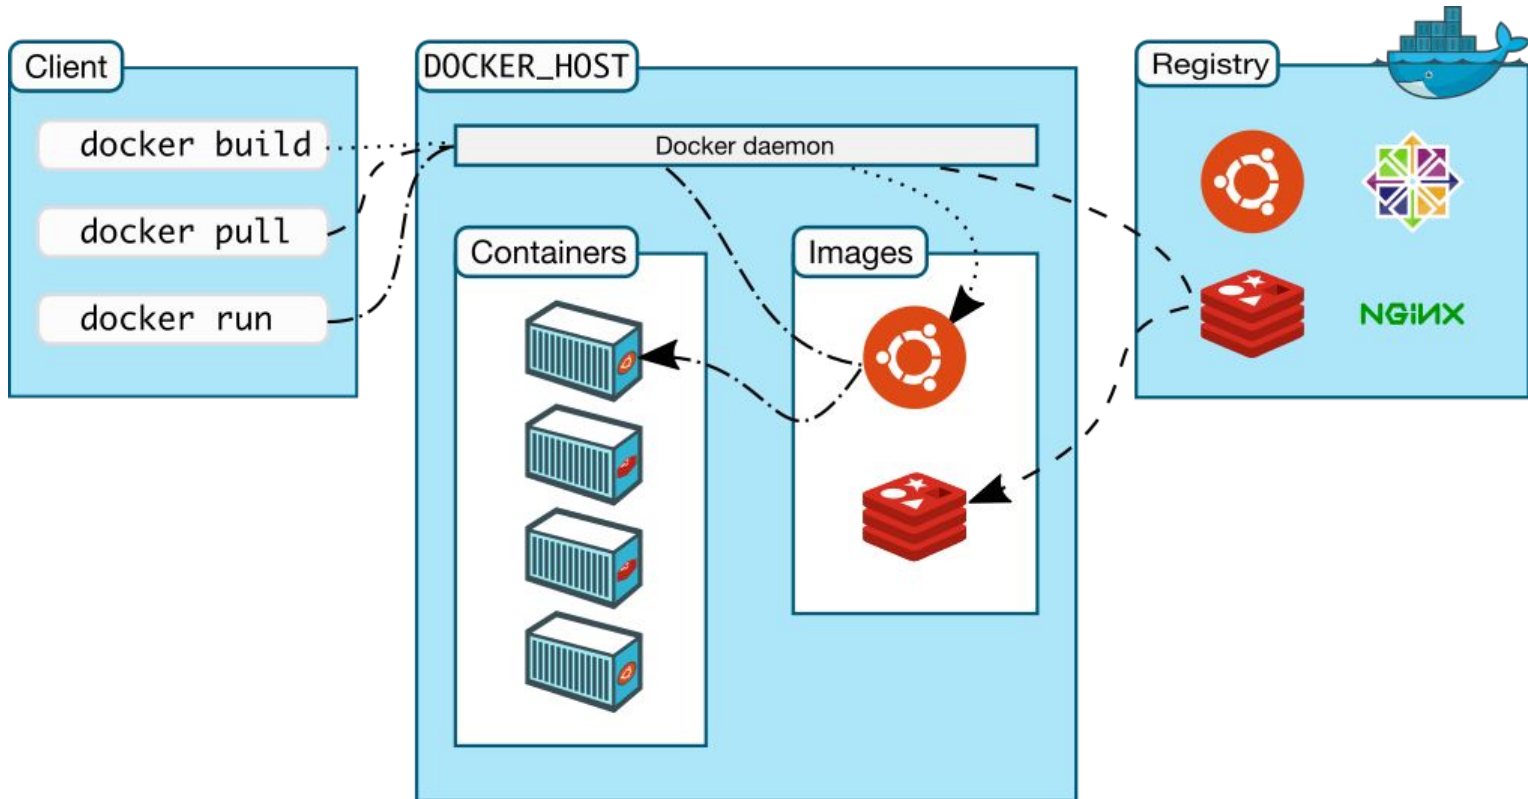 Client
docker build
docker pull
docker run
DOCKER_HOST
Docker daemon
Containers
Images
Registry
NGiNX